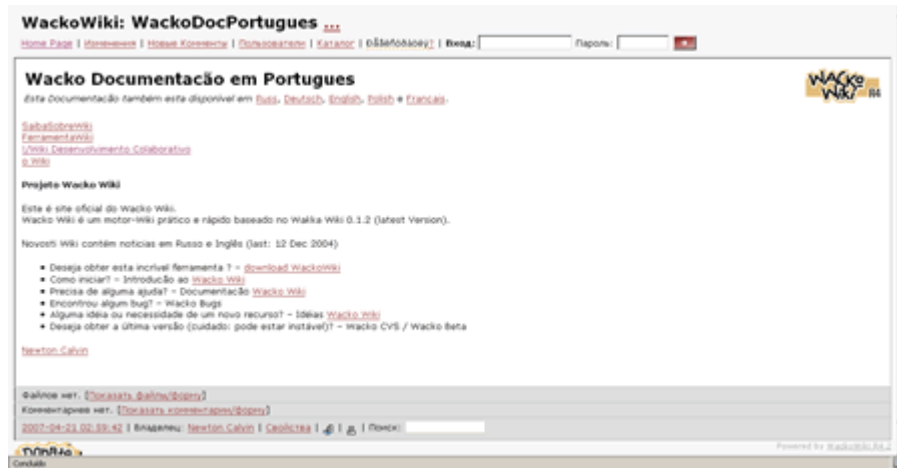 WackoWiki: WackoDocPortugues ...
Home Page | Изменения | Новые Комменты | Пользователи | Каталог | | Вход: Пароль:
Wacko Documentacão em Portugues
WAcko Wiki R4
Esta Documentacão também esta disponivel em Russ, Deutsch, English, Polish e Francais.
SaibaSobreWiki
FerramentaWiki
\/Wiki Desenvolvimento Colaborativo
o Wiki
Projeto Wacko Wiki
Este é site oficial do Wacko Wiki.
Wacko Wiki é um motor-Wiki prático e rápido baseado no Wakka Wiki 0.1.2 (latest Version).
Novosti Wiki contém noticias em Russo e Inglês (last: 12 Dec 2004)
• Deseja obter esta incrível ferramenta ? – download WackoWiki
• Como iniciar? – Introducão ao Wacko Wiki
• Precisa de alguma ajuda? – Documentacão Wacko Wiki
• Encontrou algum bug? – Wacko Bugs
• Alguma idéia ou necessidade de um novo recurso? – Idéias Wacko Wiki
• Deseja obter a última versão (cuidado: pode estar instável)? – Wacko CVS / Wacko Beta
Newton Calvin
Файлов нет. [Показать файлы/форму]
Комментариев нет. [Показать комментарии/форму]
2007-04-21 02:59:42 | Владелец: Newton Calvin | Свойства | | | Поиск:
Powered by WackoWiki R4.2
Concluído